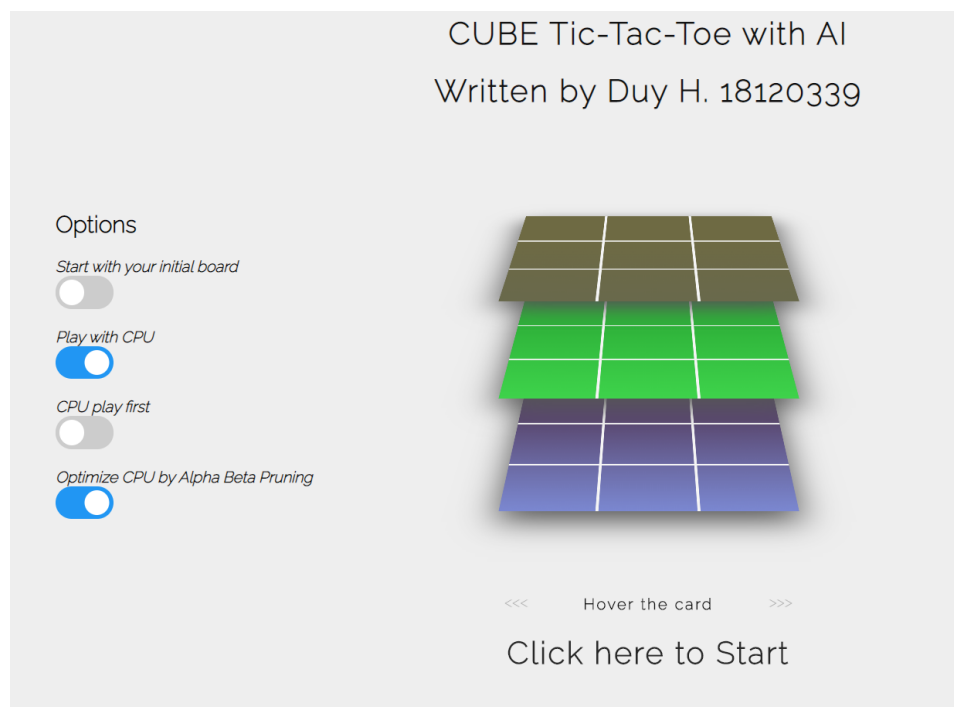 CUBE Tic-Tac-Toe with AI
Written by Duy H. 18120339
Options
Start with your initial board
Play with CPU
CPU play first
Optimize CPU by Alpha Beta Pruning
<<< Hover the card >>>
Click here to Start